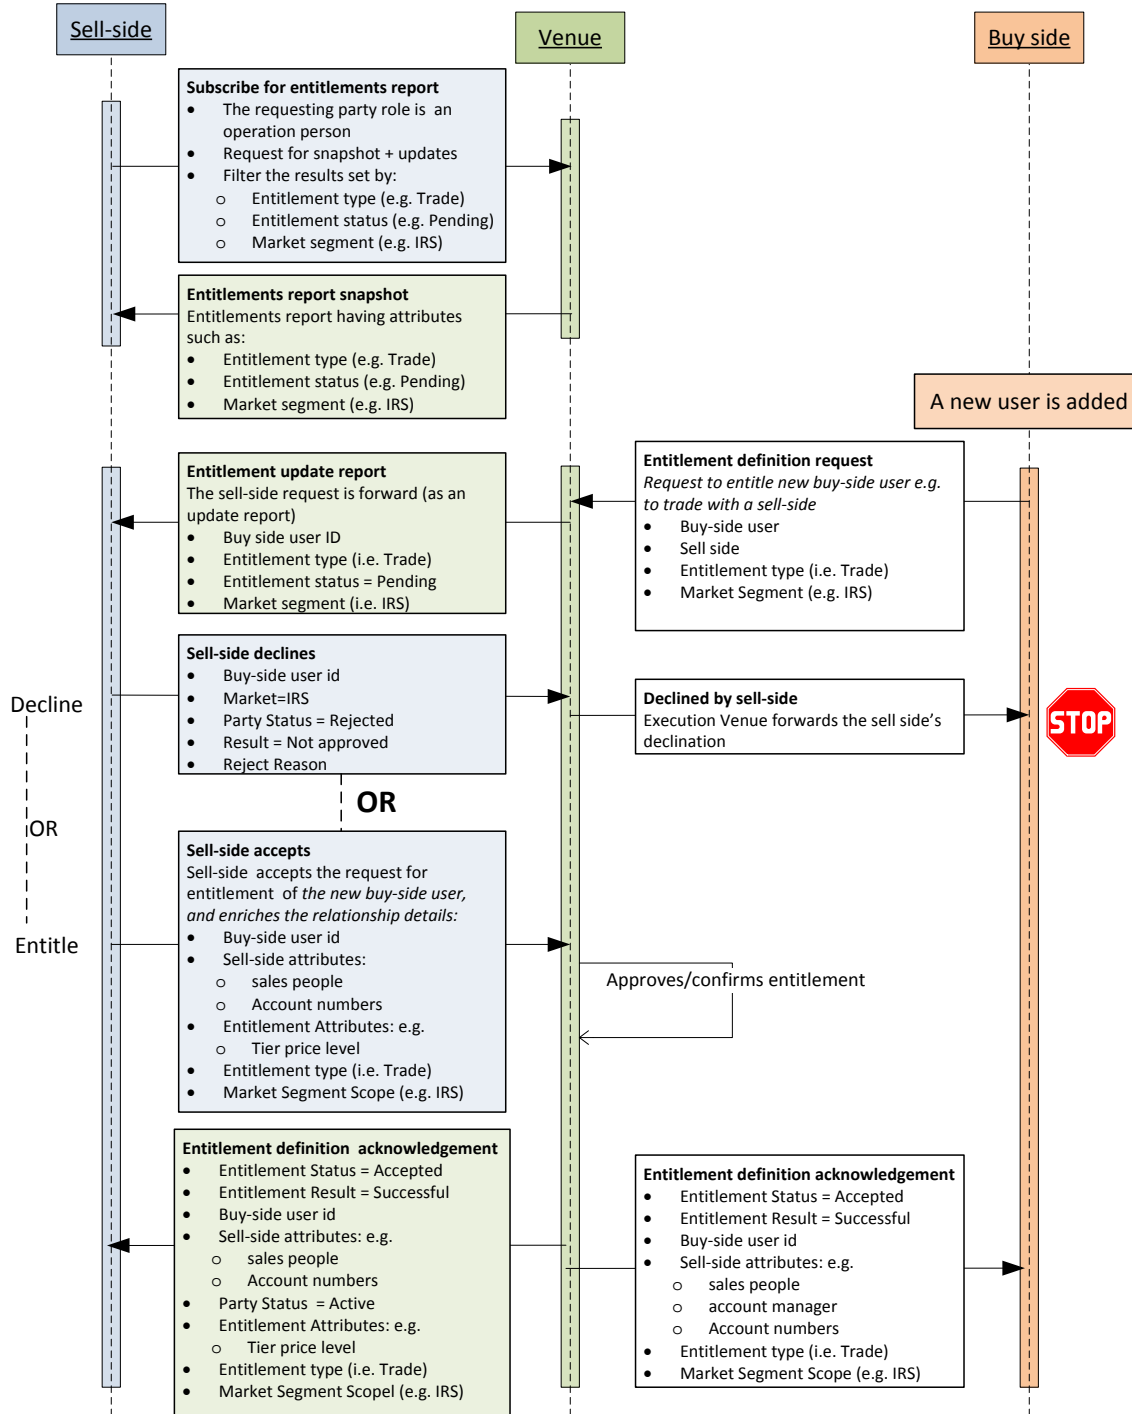 Sell-side
Venue
Buy side
Subscribe for entitlements report
• The requesting party role is an
operation person
• Request for snapshot + updates
• Filter the results set by:
o Entitlement type (e.g. Trade)
o Entitlement status (e.g. Pending)
o Market segment (e.g. IRS)
Entitlements report snapshot
Entitlements report having attributes
such as:
• Entitlement type (e.g. Trade)
• Entitlement status (e.g. Pending)
• Market segment (e.g. IRS)
A new user is added
Entitlement definition request
Request to entitle new buy-side user e.g.
to trade with a sell-side
• Buy-side user
• Sell side
• Entitlement type (i.e. Trade)
• Market Segment (e.g. IRS)
Entitlement update report
The sell-side request is forward (as an
update report)
• Buy side user ID
• Entitlement type (i.e. Trade)
• Entitlement status = Pending
• Market segment (i.e. IRS)
Decline
OR
Entitle
Sell-side declines
• Buy-side user id
• Market=IRS
• Party Status = Rejected
• Result = Not approved
• Reject Reason
Declined by sell-side
Execution Venue forwards the sell side's
declination
STOP
OR
Sell-side accepts
Sell-side accepts the request for
entitlement of the new buy-side user,
and enriches the relationship details:
• Buy-side user id
• Sell-side attributes:
o sales people
o Account numbers
• Entitlement Attributes: e.g.
o Tier price level
• Entitlement type (i.e. Trade)
• Market Segment Scope (e.g. IRS)
Approves/confirms entitlement
Entitlement definition acknowledgement
• Entitlement Status = Accepted
• Entitlement Result = Successful
• Buy-side user id
• Sell-side attributes: e.g.
o sales people
o Account numbers
• Party Status = Active
• Entitlement Attributes: e.g.
o Tier price level
• Entitlement type (i.e. Trade)
• Market Segment Scopel (e.g. IRS)
Entitlement definition acknowledgement
• Entitlement Status = Accepted
• Entitlement Result = Successful
• Buy-side user id
• Sell-side attributes: e.g.
o sales people
o account manager
o Account numbers
• Entitlement type (i.e. Trade)
• Market Segment Scope (e.g. IRS)